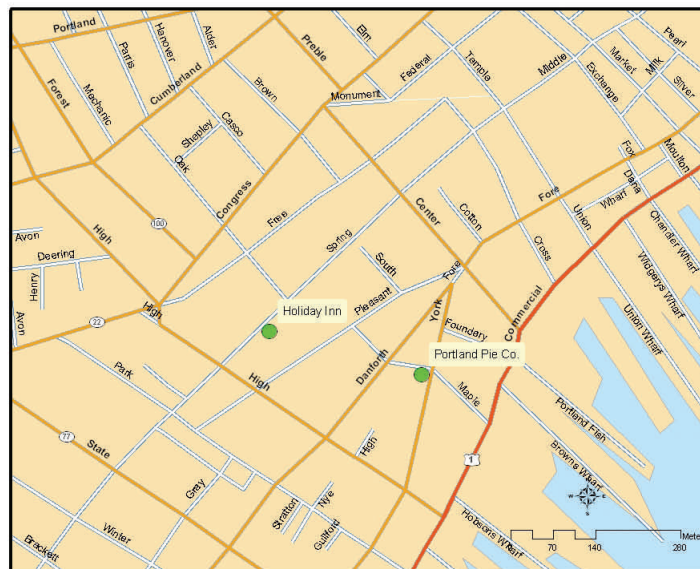 Portland
Parris
Hanover
Alder
Preble
Elm
Pearl
Market
Milk
Silver
Exchange
Middle
Temple
Federal
Forest
Mechanic
Cumberland
Brown
Monument
Shepley
Casco
Oak
Congress
Free
Center
Cotton
Fore
Fox
Dana
Moulton
Wharf
Union
Cross
Chandler Wharf
Widgerys Wharf
Union Wharf
100
High
Avon
Deering
Henry
Avon
22
High
Spring
South
Pleasant
Fore
York
Commercial
Holiday Inn
Foundary
Portland Pie Co.
Danforth
Maple
High
Park
77
State
High
1
Portland Fish
Browns Wharf
Gray
Stratton
Nye
Guilford
Winter
Brackett
Hobsons Wharf
W
E
S
Mete
70
140
280